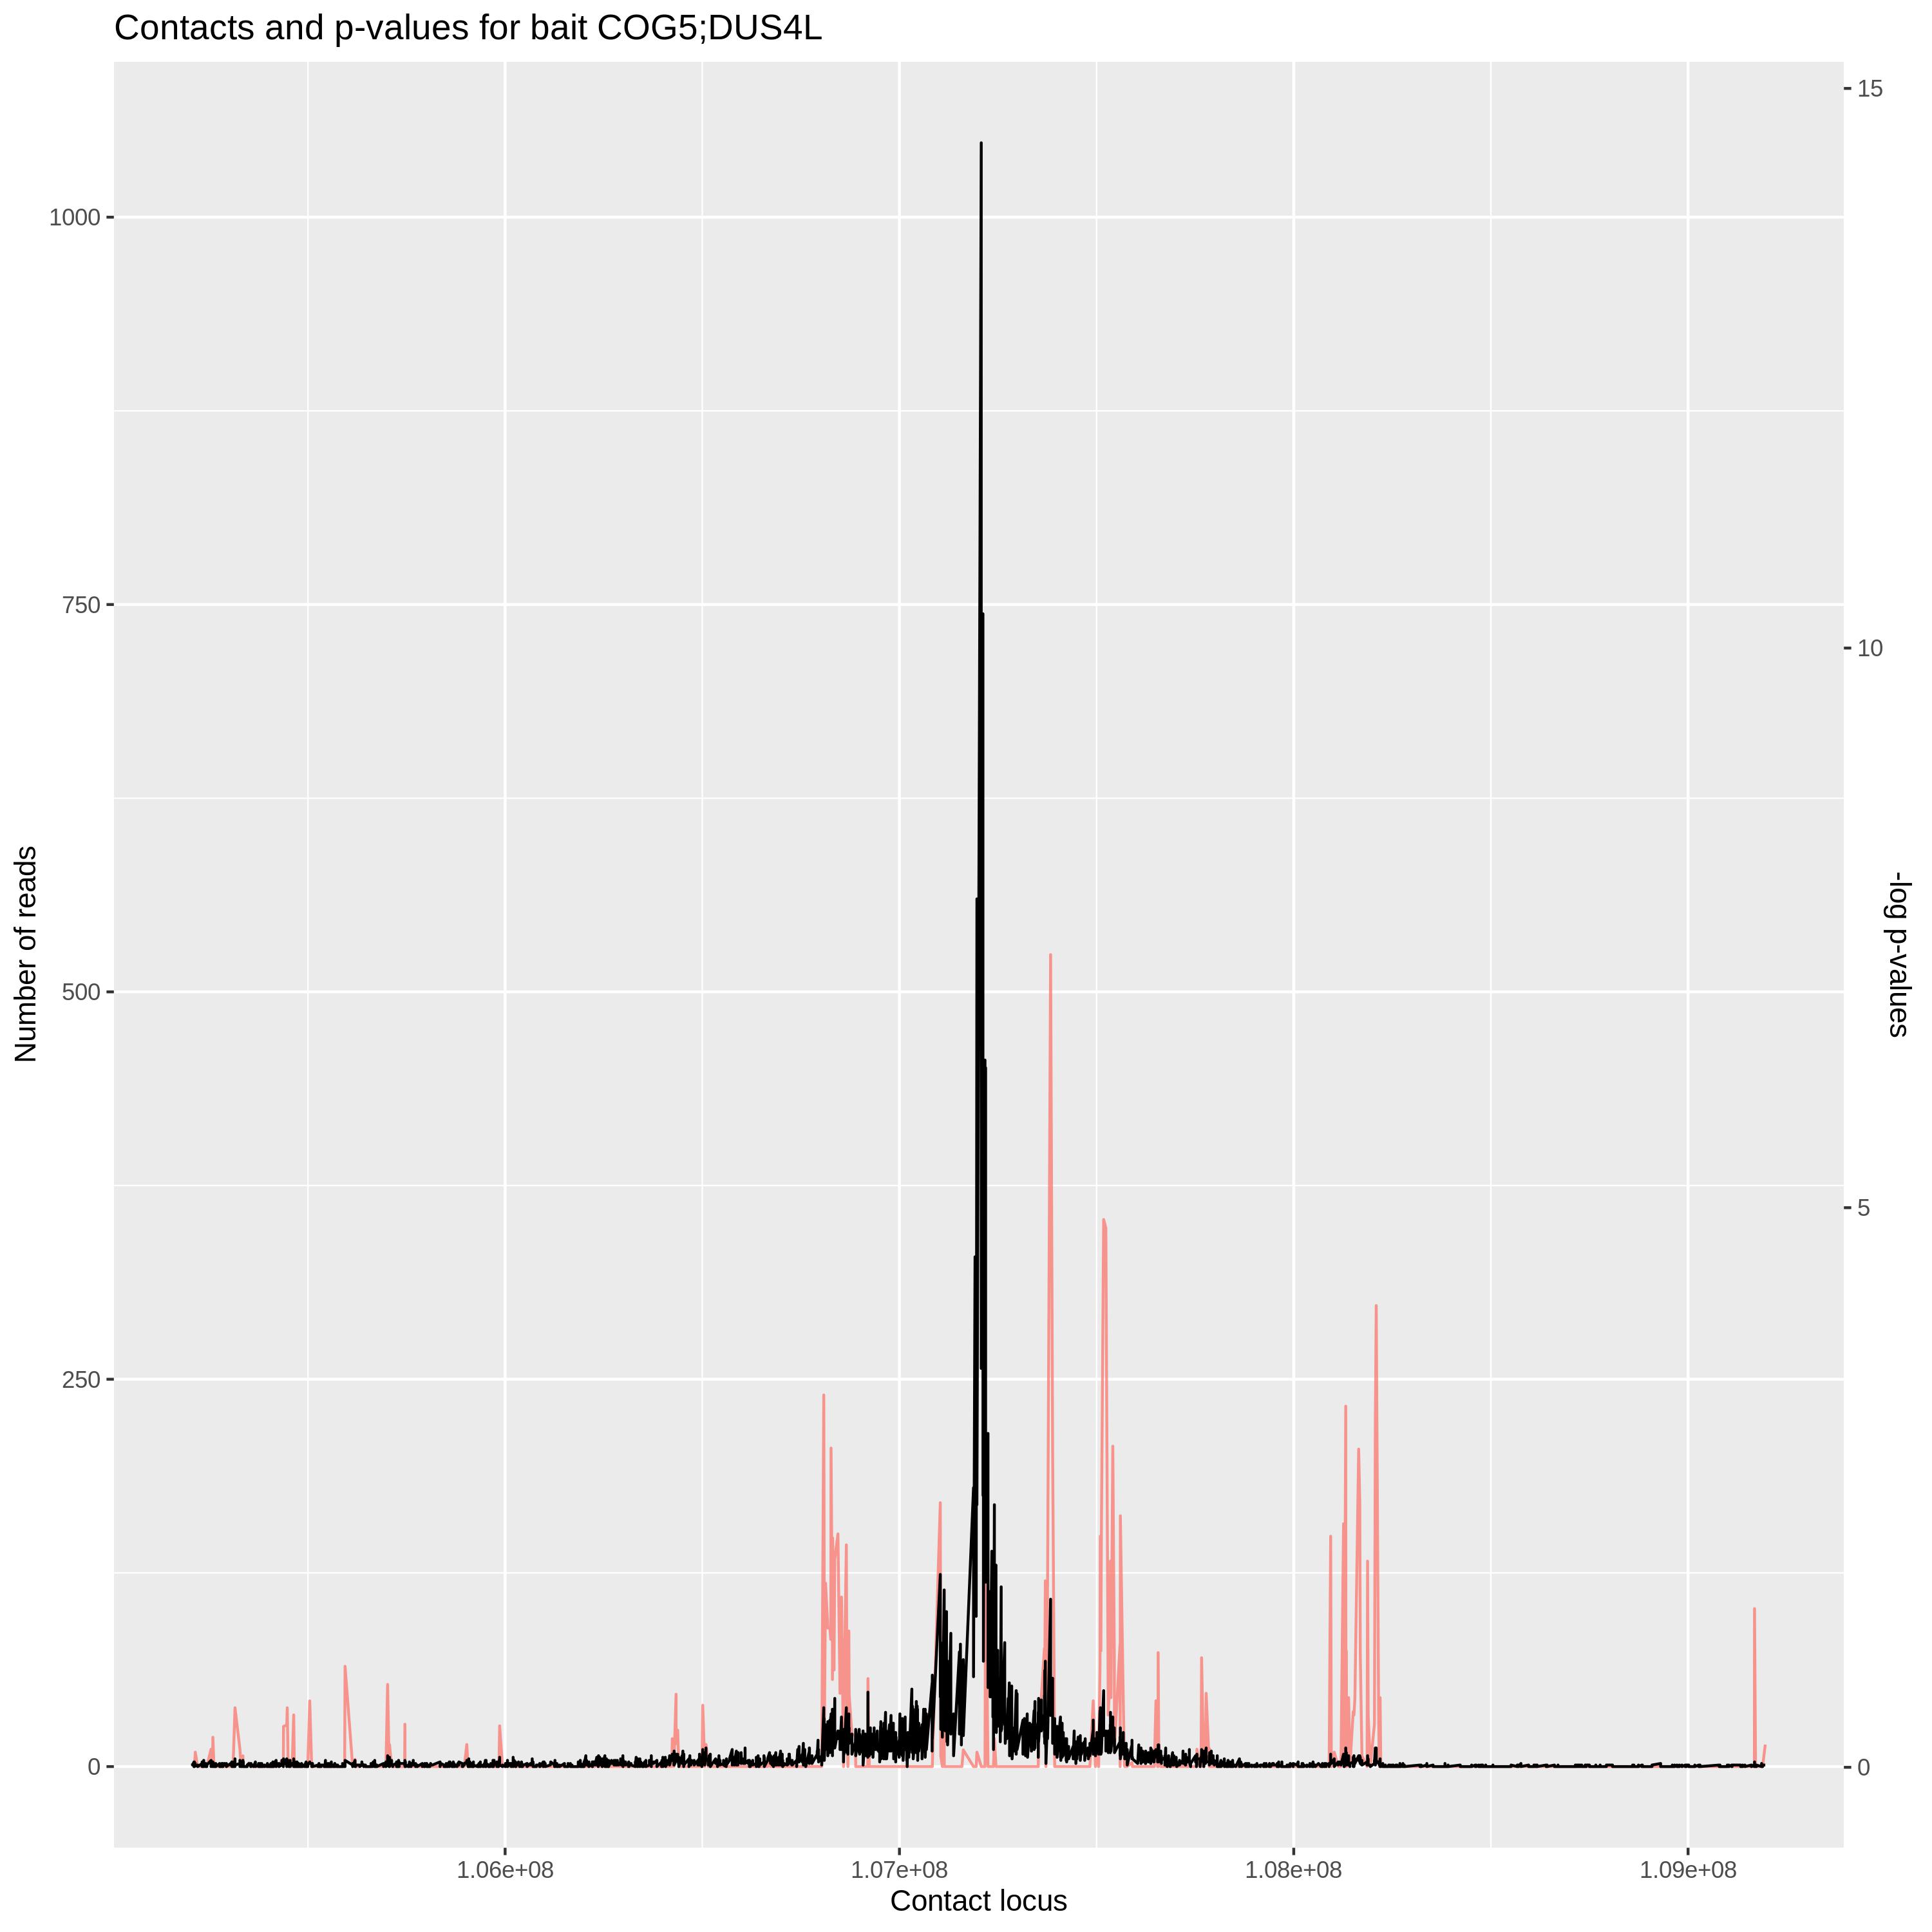 Contacts and p-values for bait COG5;DUS4L
15
1000
750
10
Number of reads
-log p-values
500
5
250
0
0
1.06e+08
1.07e+08
1.08e+08
1.09e+08
Contact locus